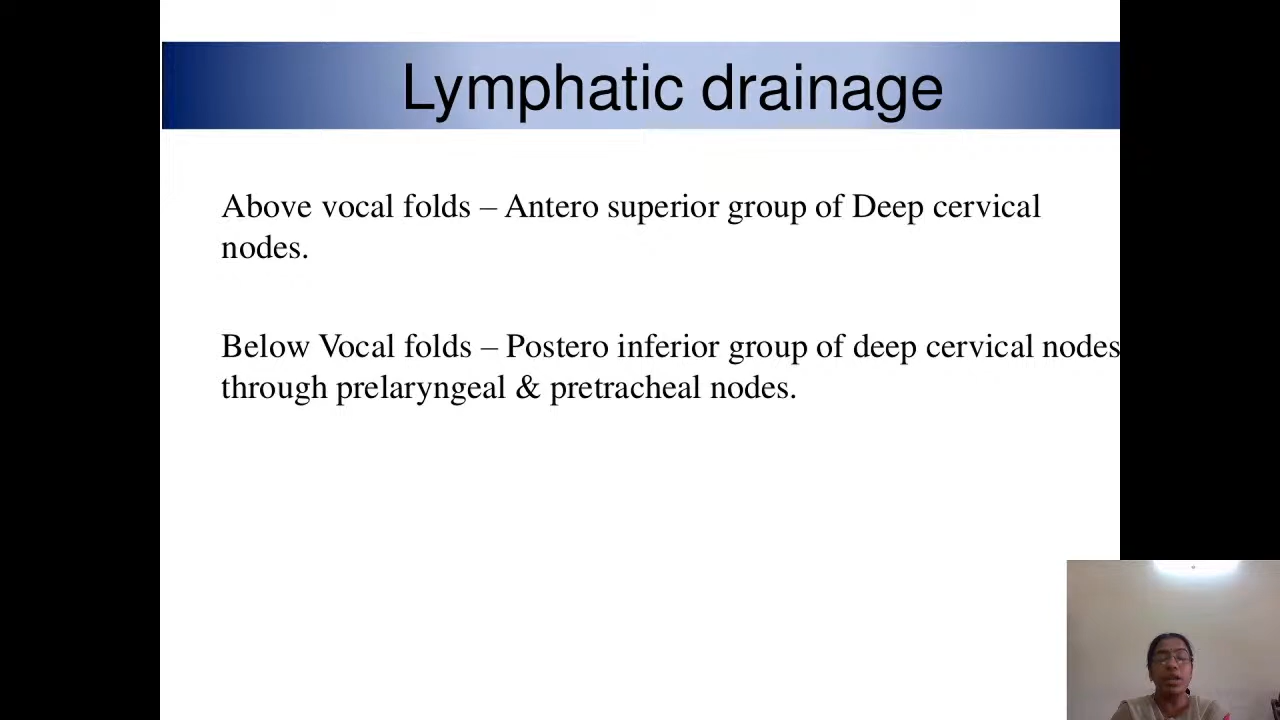 Lymphatic drainage
Above vocal folds – Antero superior group of Deep cervical
nodes.
Below Vocal folds – Postero inferior group of deep cervical nodes
through prelaryngeal & pretracheal nodes.